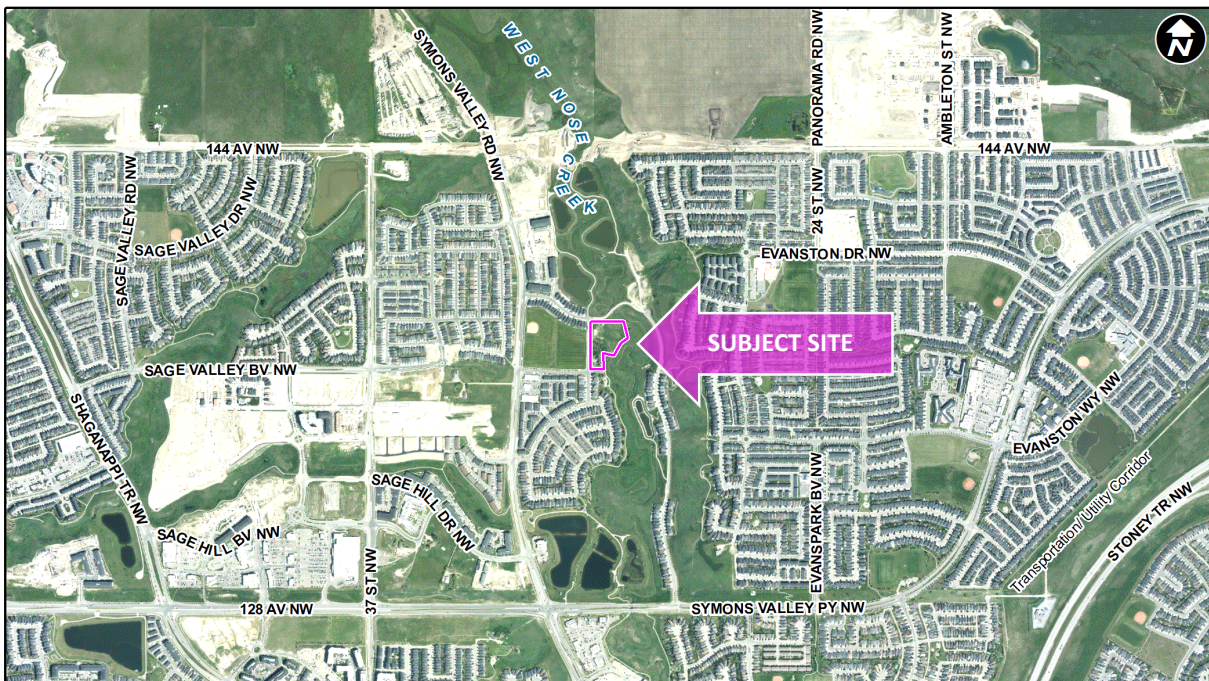 N
WEST NOSE CREEK
SYMONS VALLEY RD NW
PANORAMA RD NW
AMBLETON ST NW
144 AV NW
144 AV NW
SAGE VALLEY RD NW
SAGE VALLEY DR NW
24 ST NW
EVANSTON DR NW
SUBJECT SITE
SAGE VALLEY BV NW
SHAGANAPPI TR NW
EVANSTON WY NW
SAGE HILL DR NW
EVANSPARK BV NW
Transportation/ Utility Corridor
STONEY TR NW
SAGE HILL BV NW
37 ST NW
128 AV NW
SYMONS VALLEY PY NW